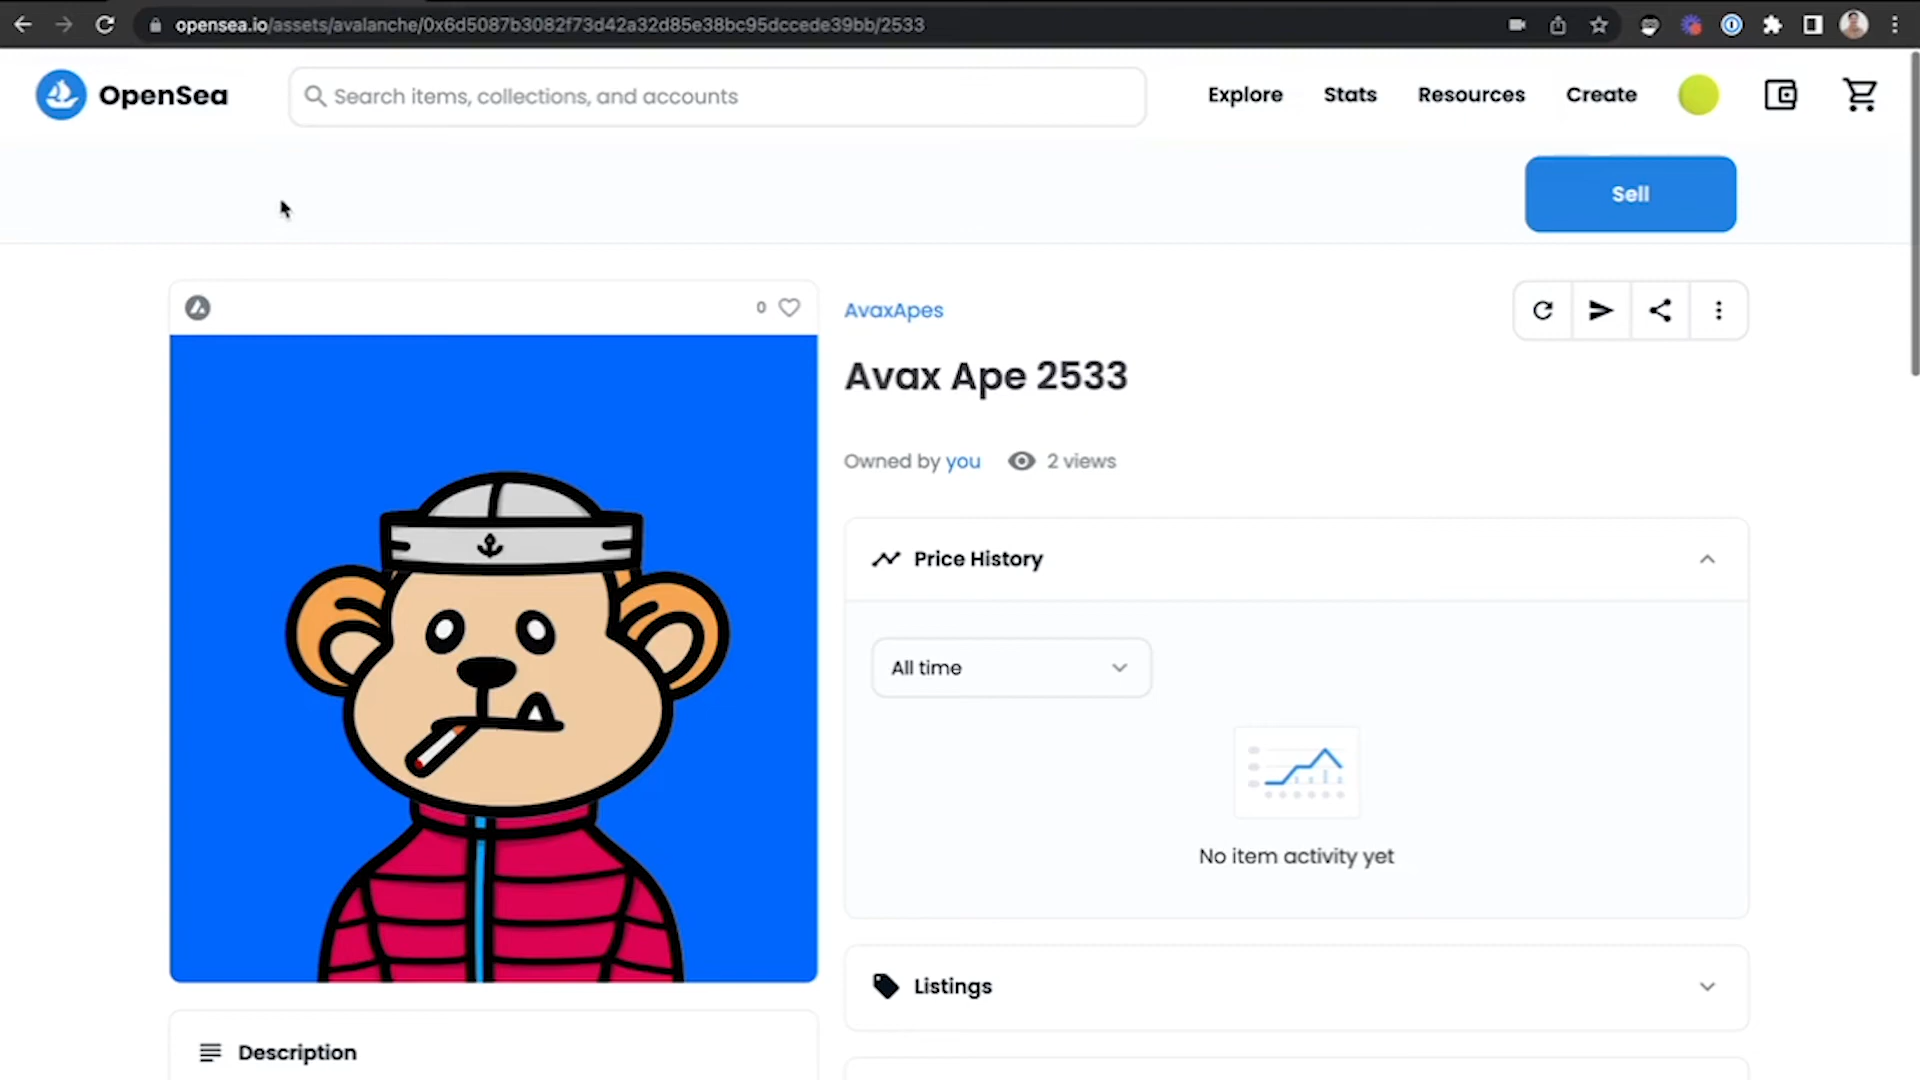 opensea.io/assets/avalanche/0x6d5087b3082f73d42a32d85e38bc95dccede39bb/2533
OpenSea
Search items, collections, and accounts
Explore
Stats
Resources
Create
Sell
0
AvaxApes
Avax Ape 2533
Owned by you
2 views
Price History
All time
No item activity yet
Listings
Description